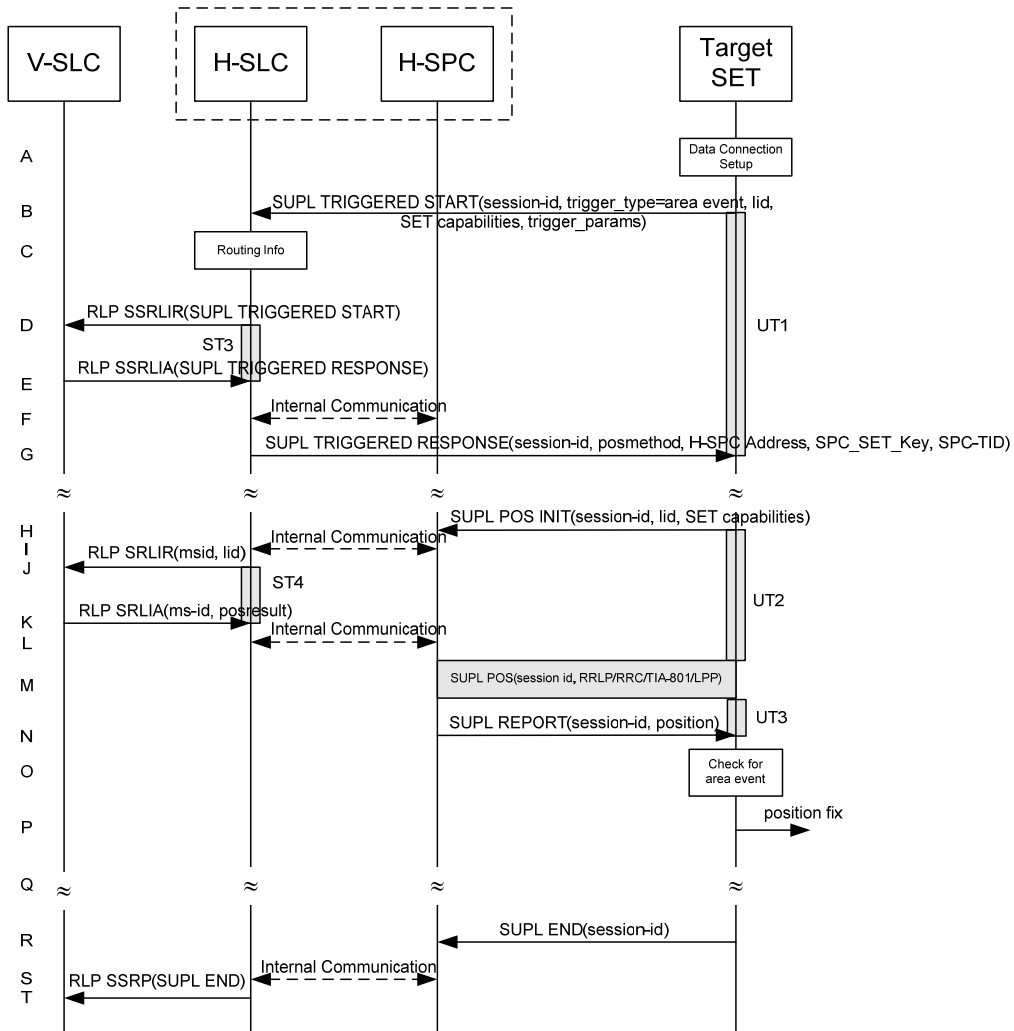 V-SLC
H-SLC
H-SPC
Target
SET
A
Data Connection
Setup
B
SUPL TRIGGERED START(session-id, trigger_type=area event, lid,
SET capabilities, trigger_params)
C
Routing Info
D
RLP SSRLIR(SUPL TRIGGERED START)
UT1
ST3
E
RLP SSRLIA(SUPL TRIGGERED RESPONSE)
F
Internal Communication
G
SUPL TRIGGERED RESPONSE(session-id, posmethod, H-SPC Address, SPC_SET_Key, SPC-TID)
≈ ≈ ≈ ≈
H
SUPL POS INIT(session-id, lid, SET capabilities)
I
Internal Communication
J
RLP SRLIR(msid, lid)
ST4
UT2
K
RLP SRLIA(ms-id, posresult)
L
Internal Communication
M
SUPL POS(session id, RRLP/RRC/TIA-801/LPP)
UT3
N
SUPL REPORT(session-id, position)
O
Check for
area event
P
position fix
Q
≈ ≈ ≈ ≈
R
SUPL END(session-id)
S
Internal Communication
T
RLP SSRP(SUPL END)